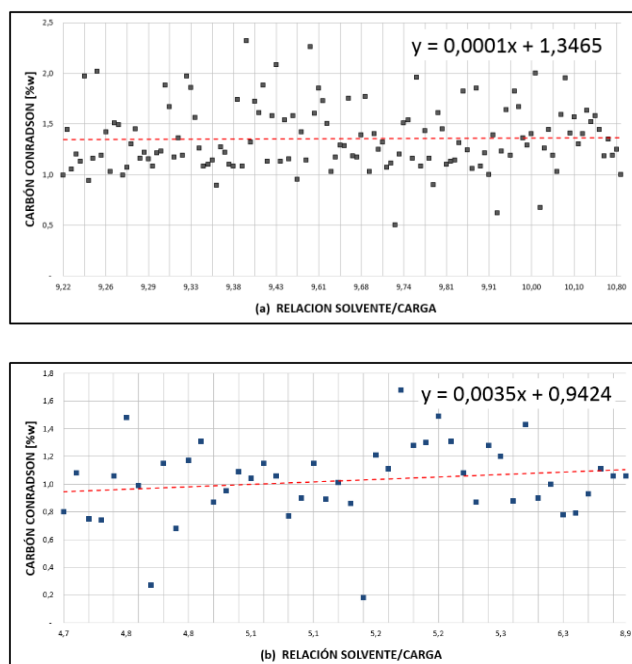 y = 0,0001x + 1,3465
CARBÓN CONRADSON [%w]
2,5
2,0
1,5
1,0
0,5
-
9,22 9,26 9,29 9,29 9,33 9,38 9,43 9,61 9,68 9,74 9,81 9,91 10,00 10,10 10,80
(a) RELACION SOLVENTE/CARGA
y = 0,0035x + 0,9424
CARBÓN CONRADSON [%w]
1,8
1,6
1,4
1,2
1,0
0,8
0,6
0,4
0,2
-
4,7 4,8 4,8 5,1 5,1 5,2 5,2 5,3 6,3 8,9
(b) RELACIÓN SOLVENTE/CARGA